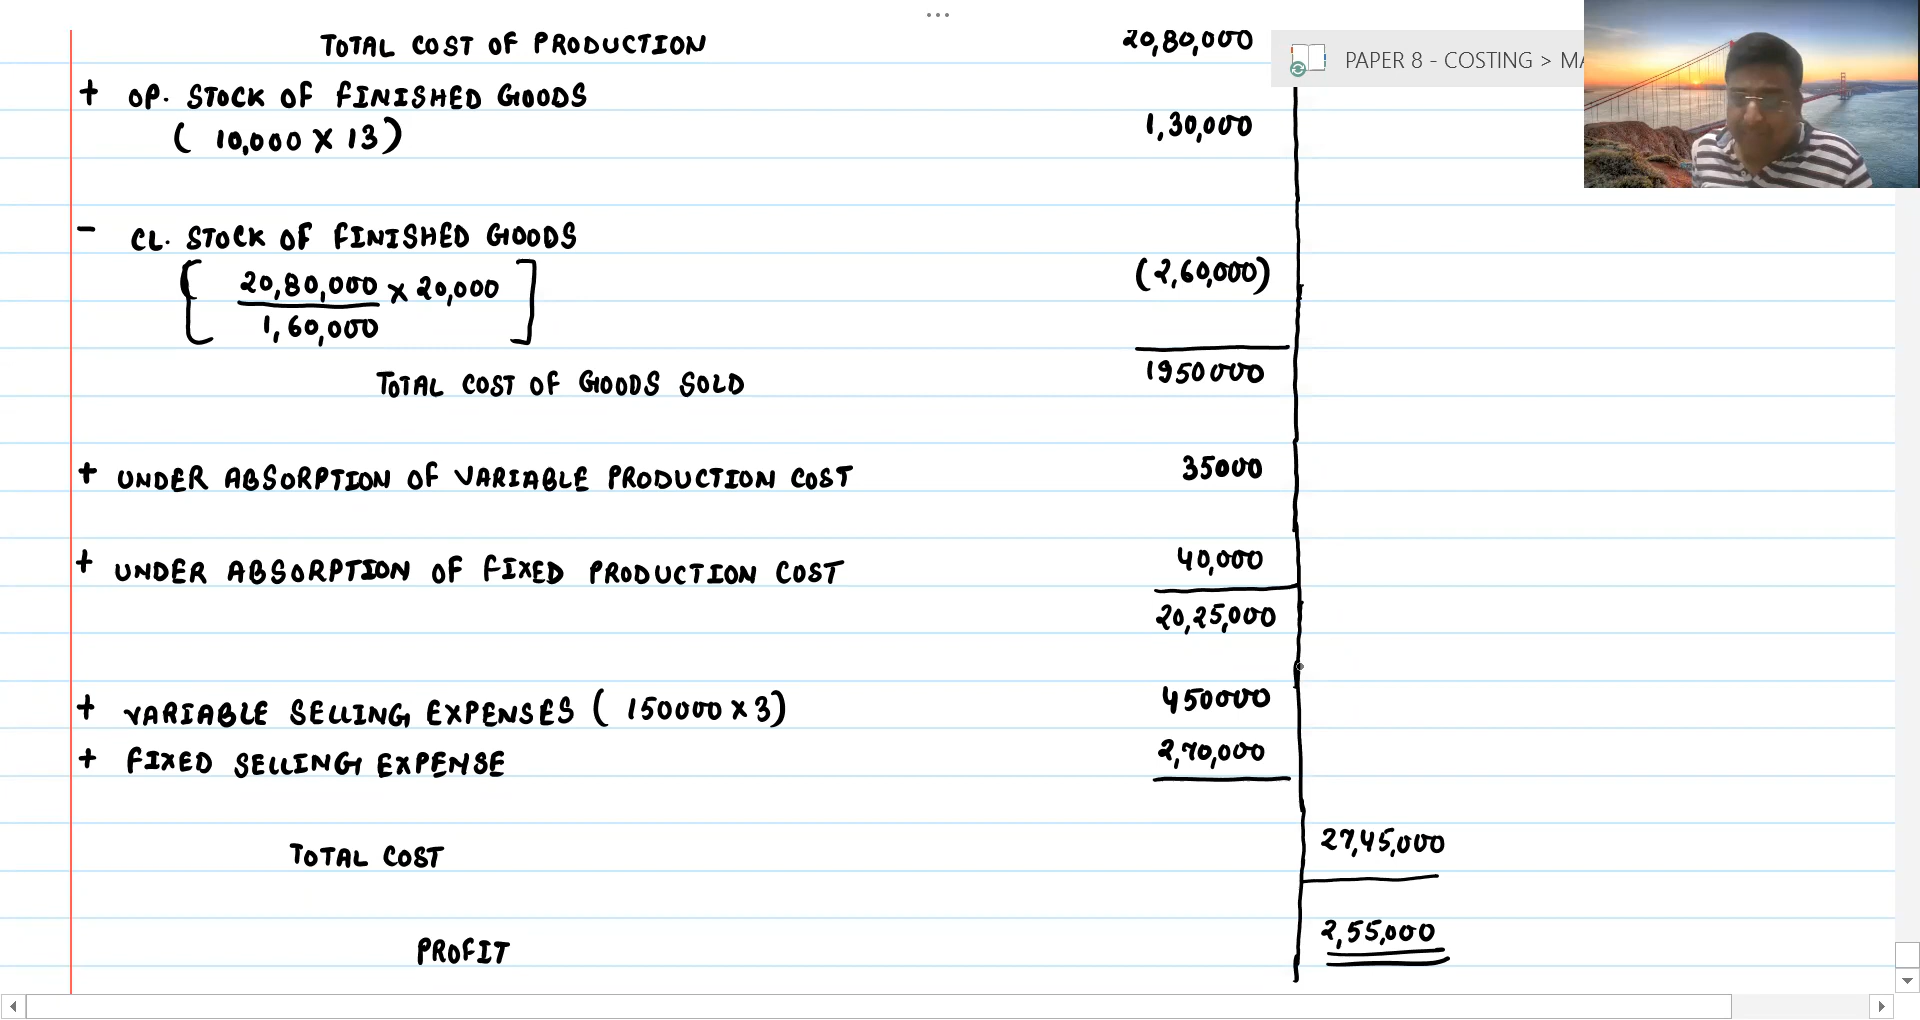 ...
TOTAL COST OF PRODUCTION 20,80,000
PAPER 8 - COSTING > MA
+ OP. STOCK OF FINISHED GOODS
( 10,000 X 13 ) 1,30,000
- CL. STOCK OF FINISHED GOODS
[ 20,80,000 X 20,000 ] (2,60,000)
1,60,000
TOTAL COST OF GOODS SOLD 1950000
+ UNDER ABSORPTION OF VARIABLE PRODUCTION COST 35000
+ UNDER ABSORPTION OF FIXED PRODUCTION COST 40,000
20,25,000
+ VARIABLE SELLING EXPENSES ( 150000 X 3) 450000
+ FIXED SELLING EXPENSE 2,70,000
TOTAL COST 27,45,000
PROFIT 2,55,000